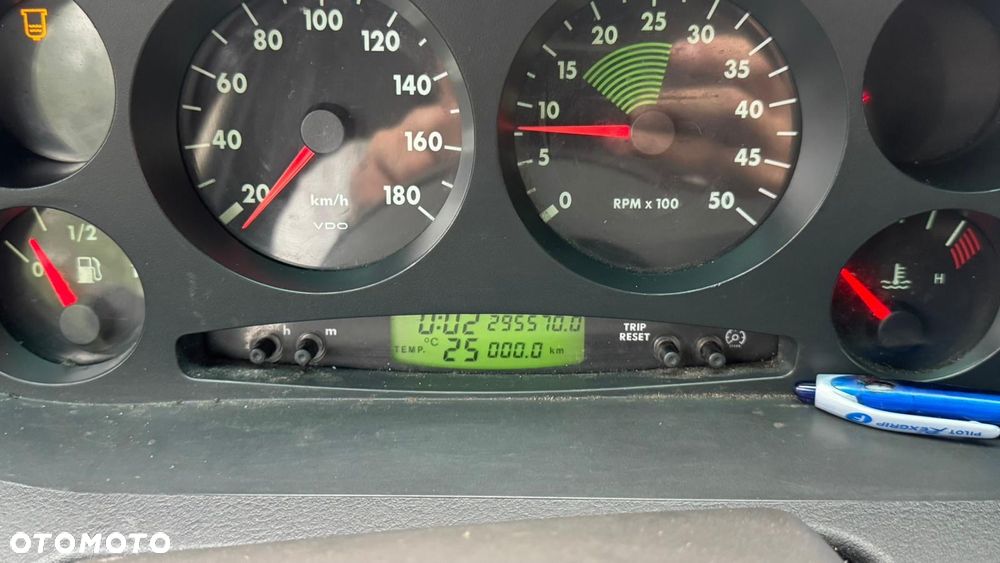 20
40
60
80
100
120
140
160
180
km/h
VDO
0
5
10
15
20
25
30
35
40
45
50
RPM x 100
0
1/2
H
h
m
0:02 295570.0
°C
TEMP. 25 000.0 km
TRIP
RESET
PILOT REXGRIP
F
OTOMOTO